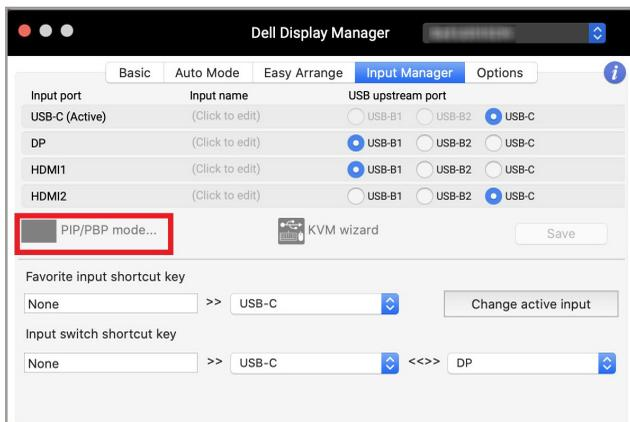 Dell Display Manager
Basic Auto Mode Easy Arrange Input Manager Options i
Input port Input name USB upstream port
USB-C (Active) (Click to edit) USB-B1 USB-B2 USB-C
DP (Click to edit) USB-B1 USB-B2 USB-C
HDMI1 (Click to edit) USB-B1 USB-B2 USB-C
HDMI2 (Click to edit) USB-B1 USB-B2 USB-C
PIP/PBP mode... KVM wizard Save
Favorite input shortcut key
None >> USB-C Change active input
Input switch shortcut key
None >> USB-C <<>> DP